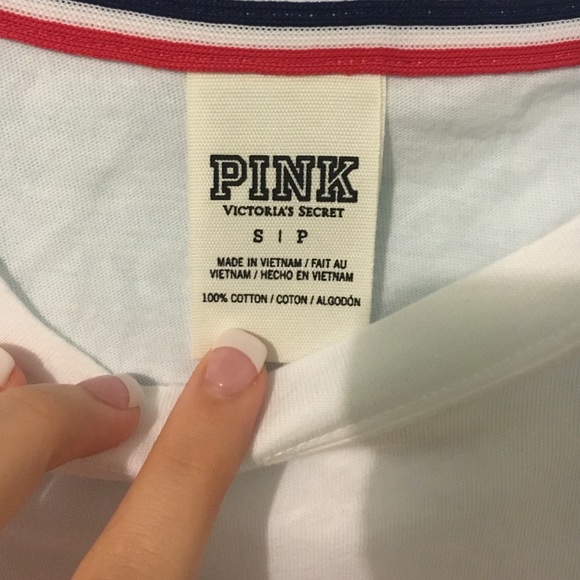 PINK
VICTORIA'S SECRET
S | P
MADE IN VIETNAM / FAIT AU
VIETNAM / HECHO EN VIETNAM
100% COTTON / COTON / ALGODÓN